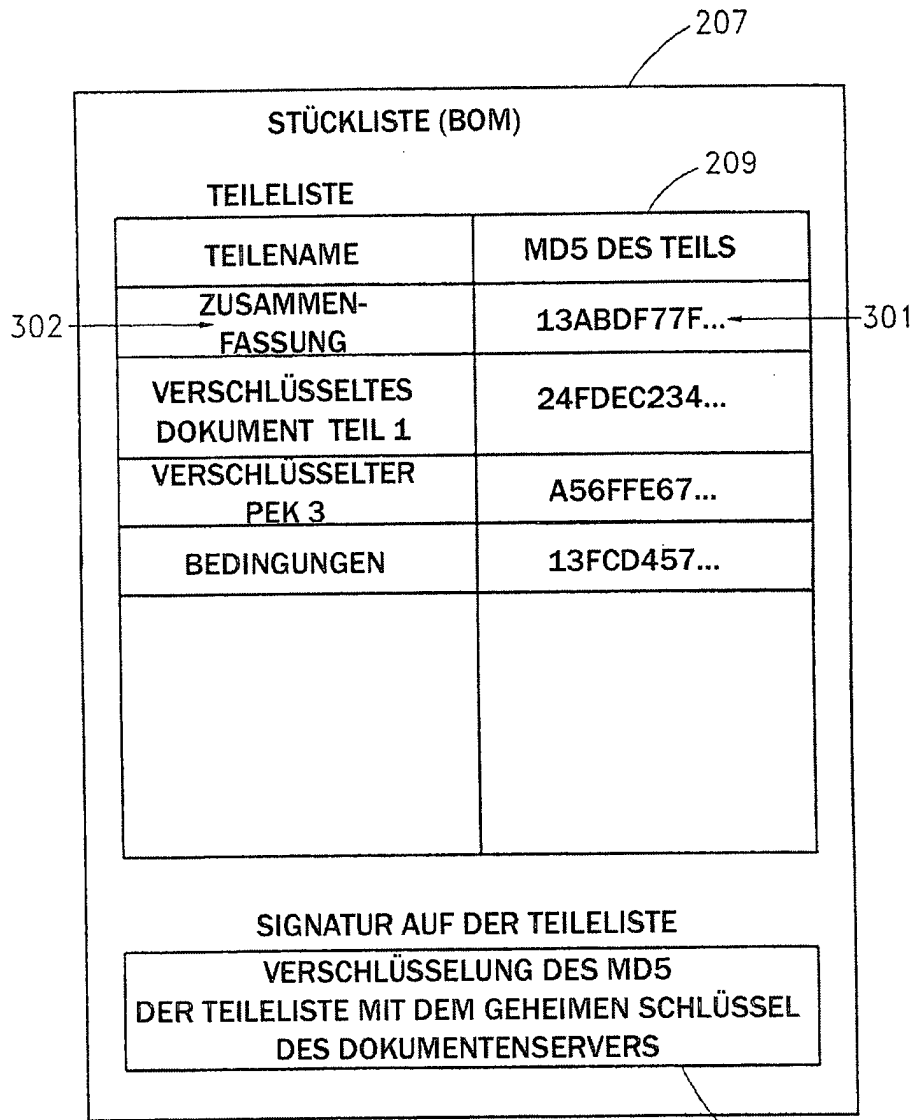 207
STÜCKLISTE (BOM)
209
TEILELISTE
TEILENAME MD5 DES TEILS
302 ZUSAMMEN-
FASSUNG 13ABDF77F... 301
VERSCHLÜSSELTES
DOKUMENT TEIL 1 24FDEC234...
VERSCHLÜSSELTER
PEK 3 A56FFE67...
BEDINGUNGEN 13FCD457...
SIGNATUR AUF DER TEILELISTE
VERSCHLÜSSELUNG DES MD5
DER TEILELISTE MIT DEM GEHEIMEN SCHLÜSSEL
DES DOKUMENTENSERVERS